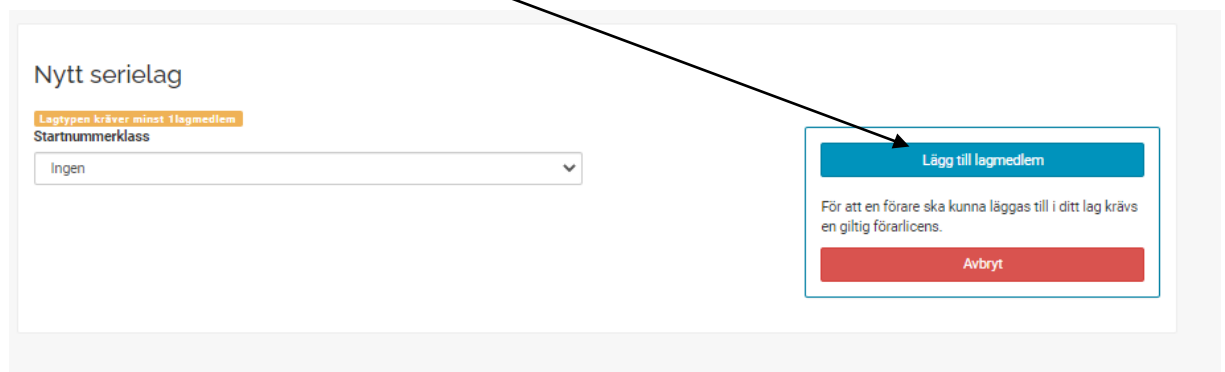 Nytt serielag
Lagtypen kräver minst 1lagmedlem
Startnummerklass
Ingen
Lägg till lagmedlem
För att en förare ska kunna läggas till i ditt lag krävs
en giltig förarlicens.
Avbryt